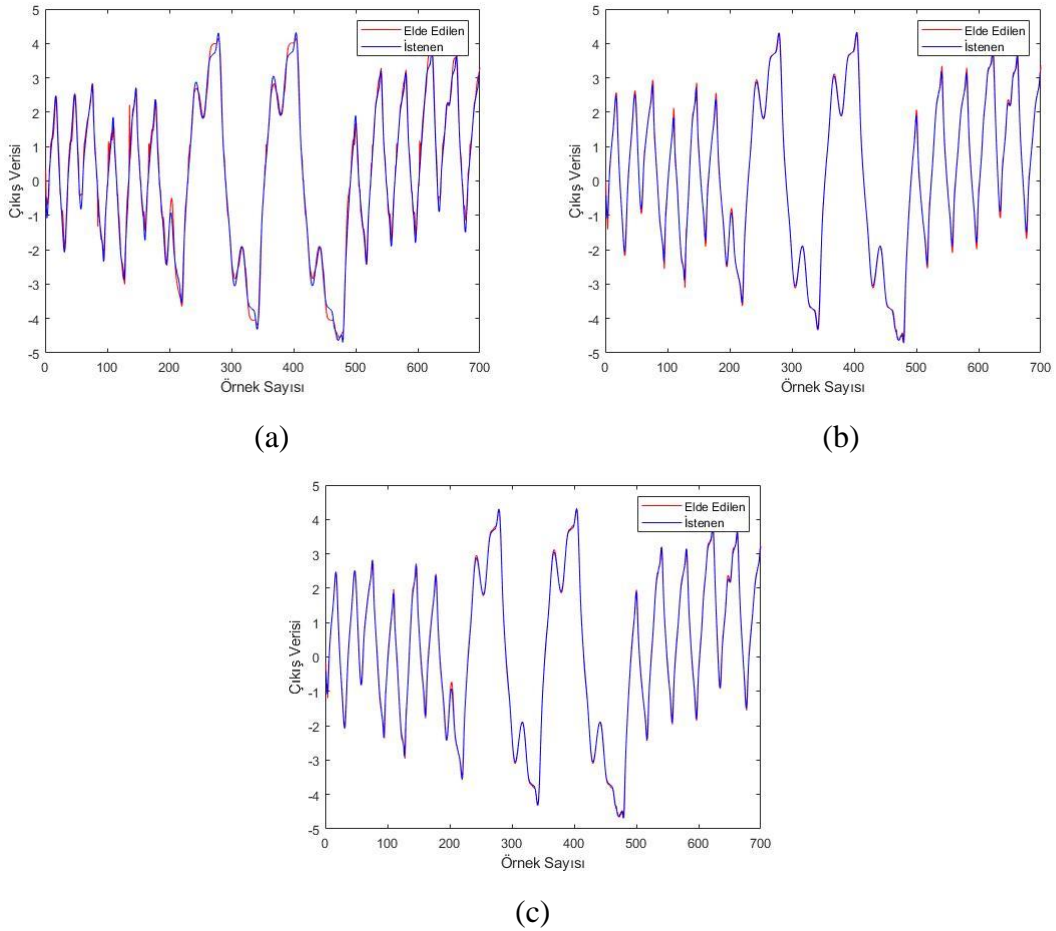 5
4
3
2
1
0
-1
-2
-3
-4
-5
Çıkış Verisi
Elde Edilen
İstenen
0 100 200 300 400 500 600 700
Örnek Sayısı
(a)
5
4
3
2
1
0
-1
-2
-3
-4
-5
Çıkış Verisi
Elde Edilen
İstenen
0 100 200 300 400 500 600 700
Örnek Sayısı
(b)
5
4
3
2
1
0
-1
-2
-3
-4
-5
Çıkış Verisi
Elde Edilen
İstenen
0 100 200 300 400 500 600 700
Örnek Sayısı
(c)